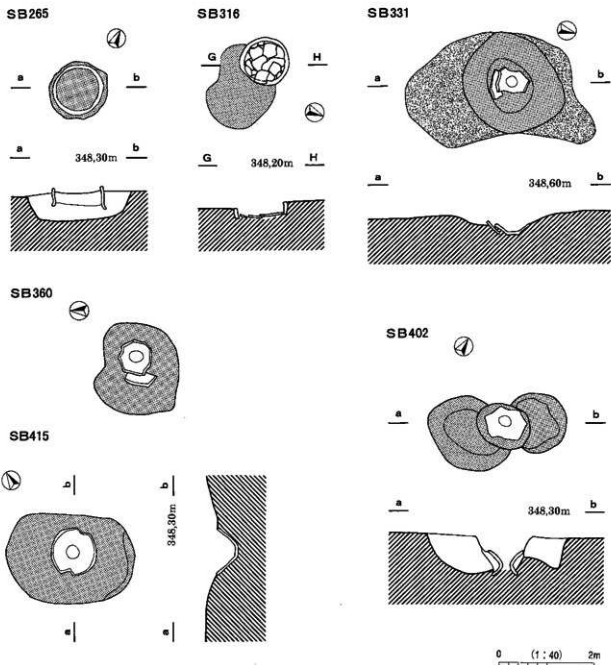 SB265
a b
a 348,30m b
SB316
G H
G 348,20m H
SB331
a b
a 348,60m b
SB360
SB402
a b
a 348,30m b
SB415
b b
348,30m
a a
0 (1:40) 2m